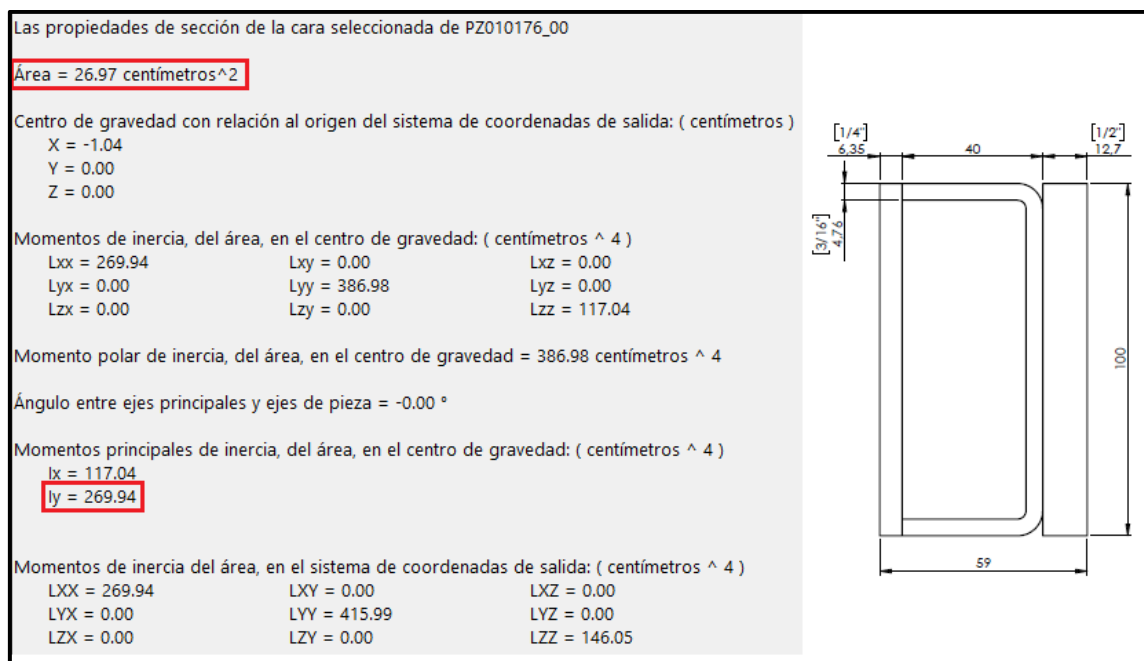 Las propiedades de sección de la cara seleccionada de PZ010176_00
Área = 26.97 centímetros^2
Centro de gravedad con relación al origen del sistema de coordenadas de salida: ( centímetros )
X = -1.04
Y = 0.00
Z = 0.00
Momentos de inercia, del área, en el centro de gravedad: ( centímetros ^ 4 )
Lxx = 269.94 Lxy = 0.00 Lxz = 0.00
Lyx = 0.00 Lyy = 386.98 Lyz = 0.00
Lzx = 0.00 Lzy = 0.00 Lzz = 117.04
Momento polar de inercia, del área, en el centro de gravedad = 386.98 centímetros ^ 4
Ángulo entre ejes principales y ejes de pieza = -0.00 °
Momentos principales de inercia, del área, en el centro de gravedad: ( centímetros ^ 4 )
Ix = 117.04
Iy = 269.94
Momentos de inercia del área, en el sistema de coordenadas de salida: ( centímetros ^ 4 )
LXX = 269.94 LXY = 0.00 LXZ = 0.00
LYX = 0.00 LYY = 415.99 LYZ = 0.00
LZX = 0.00 LZY = 0.00 LZZ = 146.05
[1/4"]
6,35
40
[1/2"]
12,7
[3/16"]
4,76
100
59